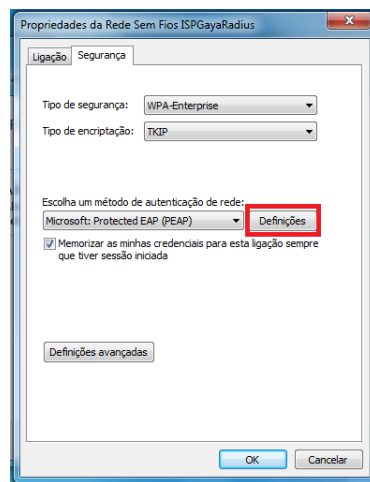 Propriedades da Rede Sem Fios ISPGayaRadius
Ligação Segurança
Tipo de segurança: WPA-Enterprise
Tipo de encriptação: TKIP
Escolha um método de autenticação de rede:
Microsoft: Protected EAP (PEAP) Definições
Memorizar as minhas credenciais para esta ligação sempre
que tiver sessão iniciada
Definições avançadas
OK Cancelar